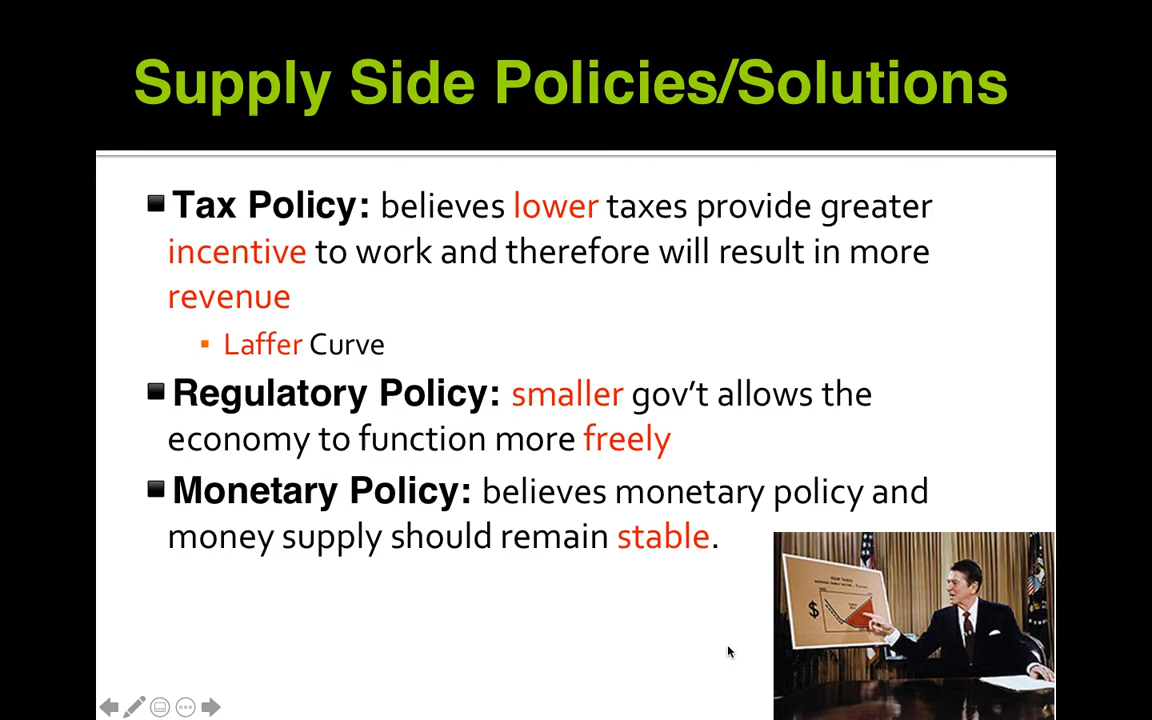 Supply Side Policies/Solutions
Tax Policy: believes lower taxes provide greater
incentive to work and therefore will result in more
revenue
Laffer Curve
Regulatory Policy: smaller gov’t allows the
economy to function more freely
Monetary Policy: believes monetary policy and
money supply should remain stable.
YOUR TAXES
$